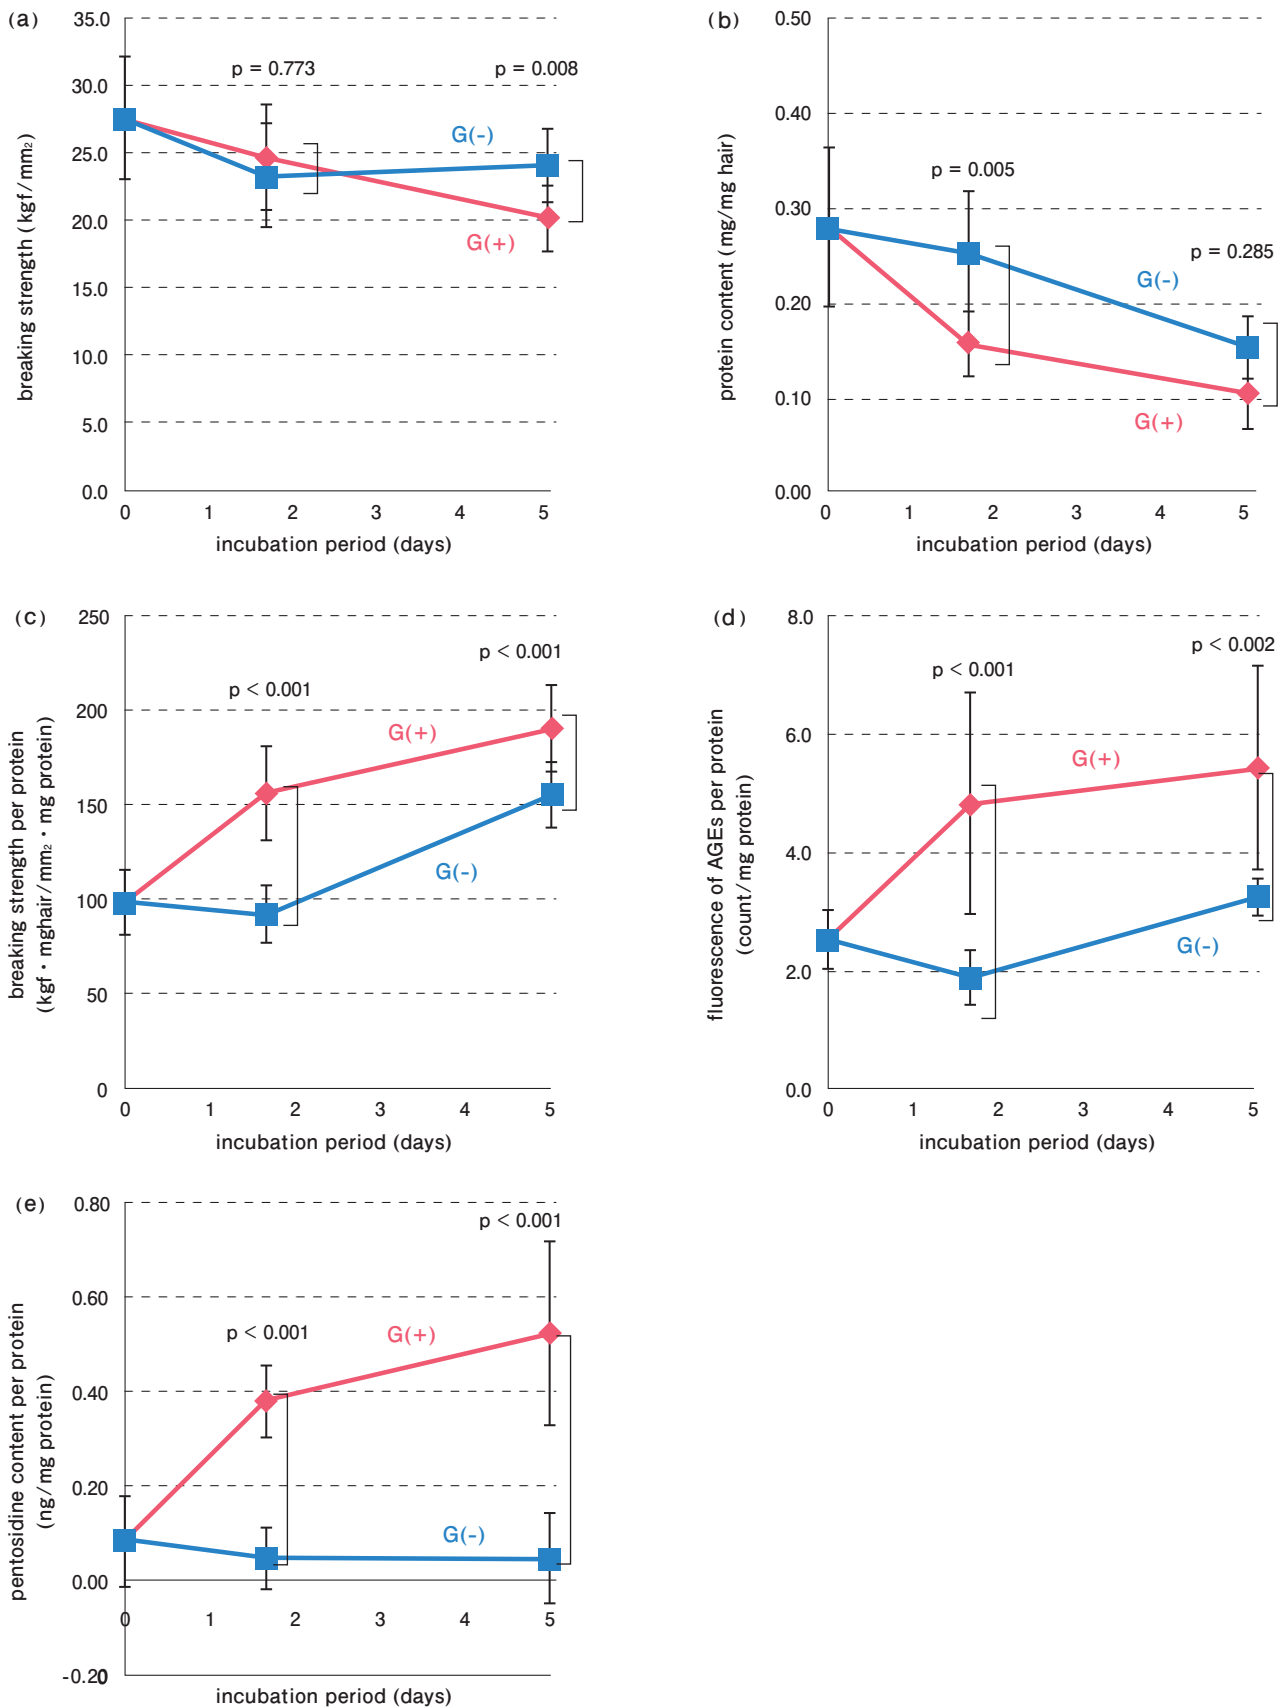 (a)
35.0
30.0
25.0
20.0
15.0
10.0
5.0
0.0
breaking strength (kgf/mm2)
p = 0.773
p = 0.008
G(-)
G(+)
0 1 2 3 4 5
incubation period (days)
(b)
0.50
0.40
0.30
0.20
0.10
0.00
protein content (mg/mg hair)
p = 0.005
p = 0.285
G(-)
G(+)
0 1 2 3 4 5
incubation period (days)
(c)
250
200
150
100
50
0
breaking strength per protein
(kgf・mghair/mm2・mg protein)
p < 0.001
p < 0.001
G(+)
G(-)
0 1 2 3 4 5
incubation period (days)
(d)
8.0
6.0
4.0
2.0
0.0
fluorescence of AGEs per protein
(count/mg protein)
p < 0.001
p < 0.002
G(+)
G(-)
0 1 2 3 4 5
incubation period (days)
(e)
0.80
0.60
0.40
0.20
0.00
-0.20
pentosidine content per protein
(ng/mg protein)
p < 0.001
p < 0.001
G(+)
G(-)
0 1 2 3 4 5
incubation period (days)